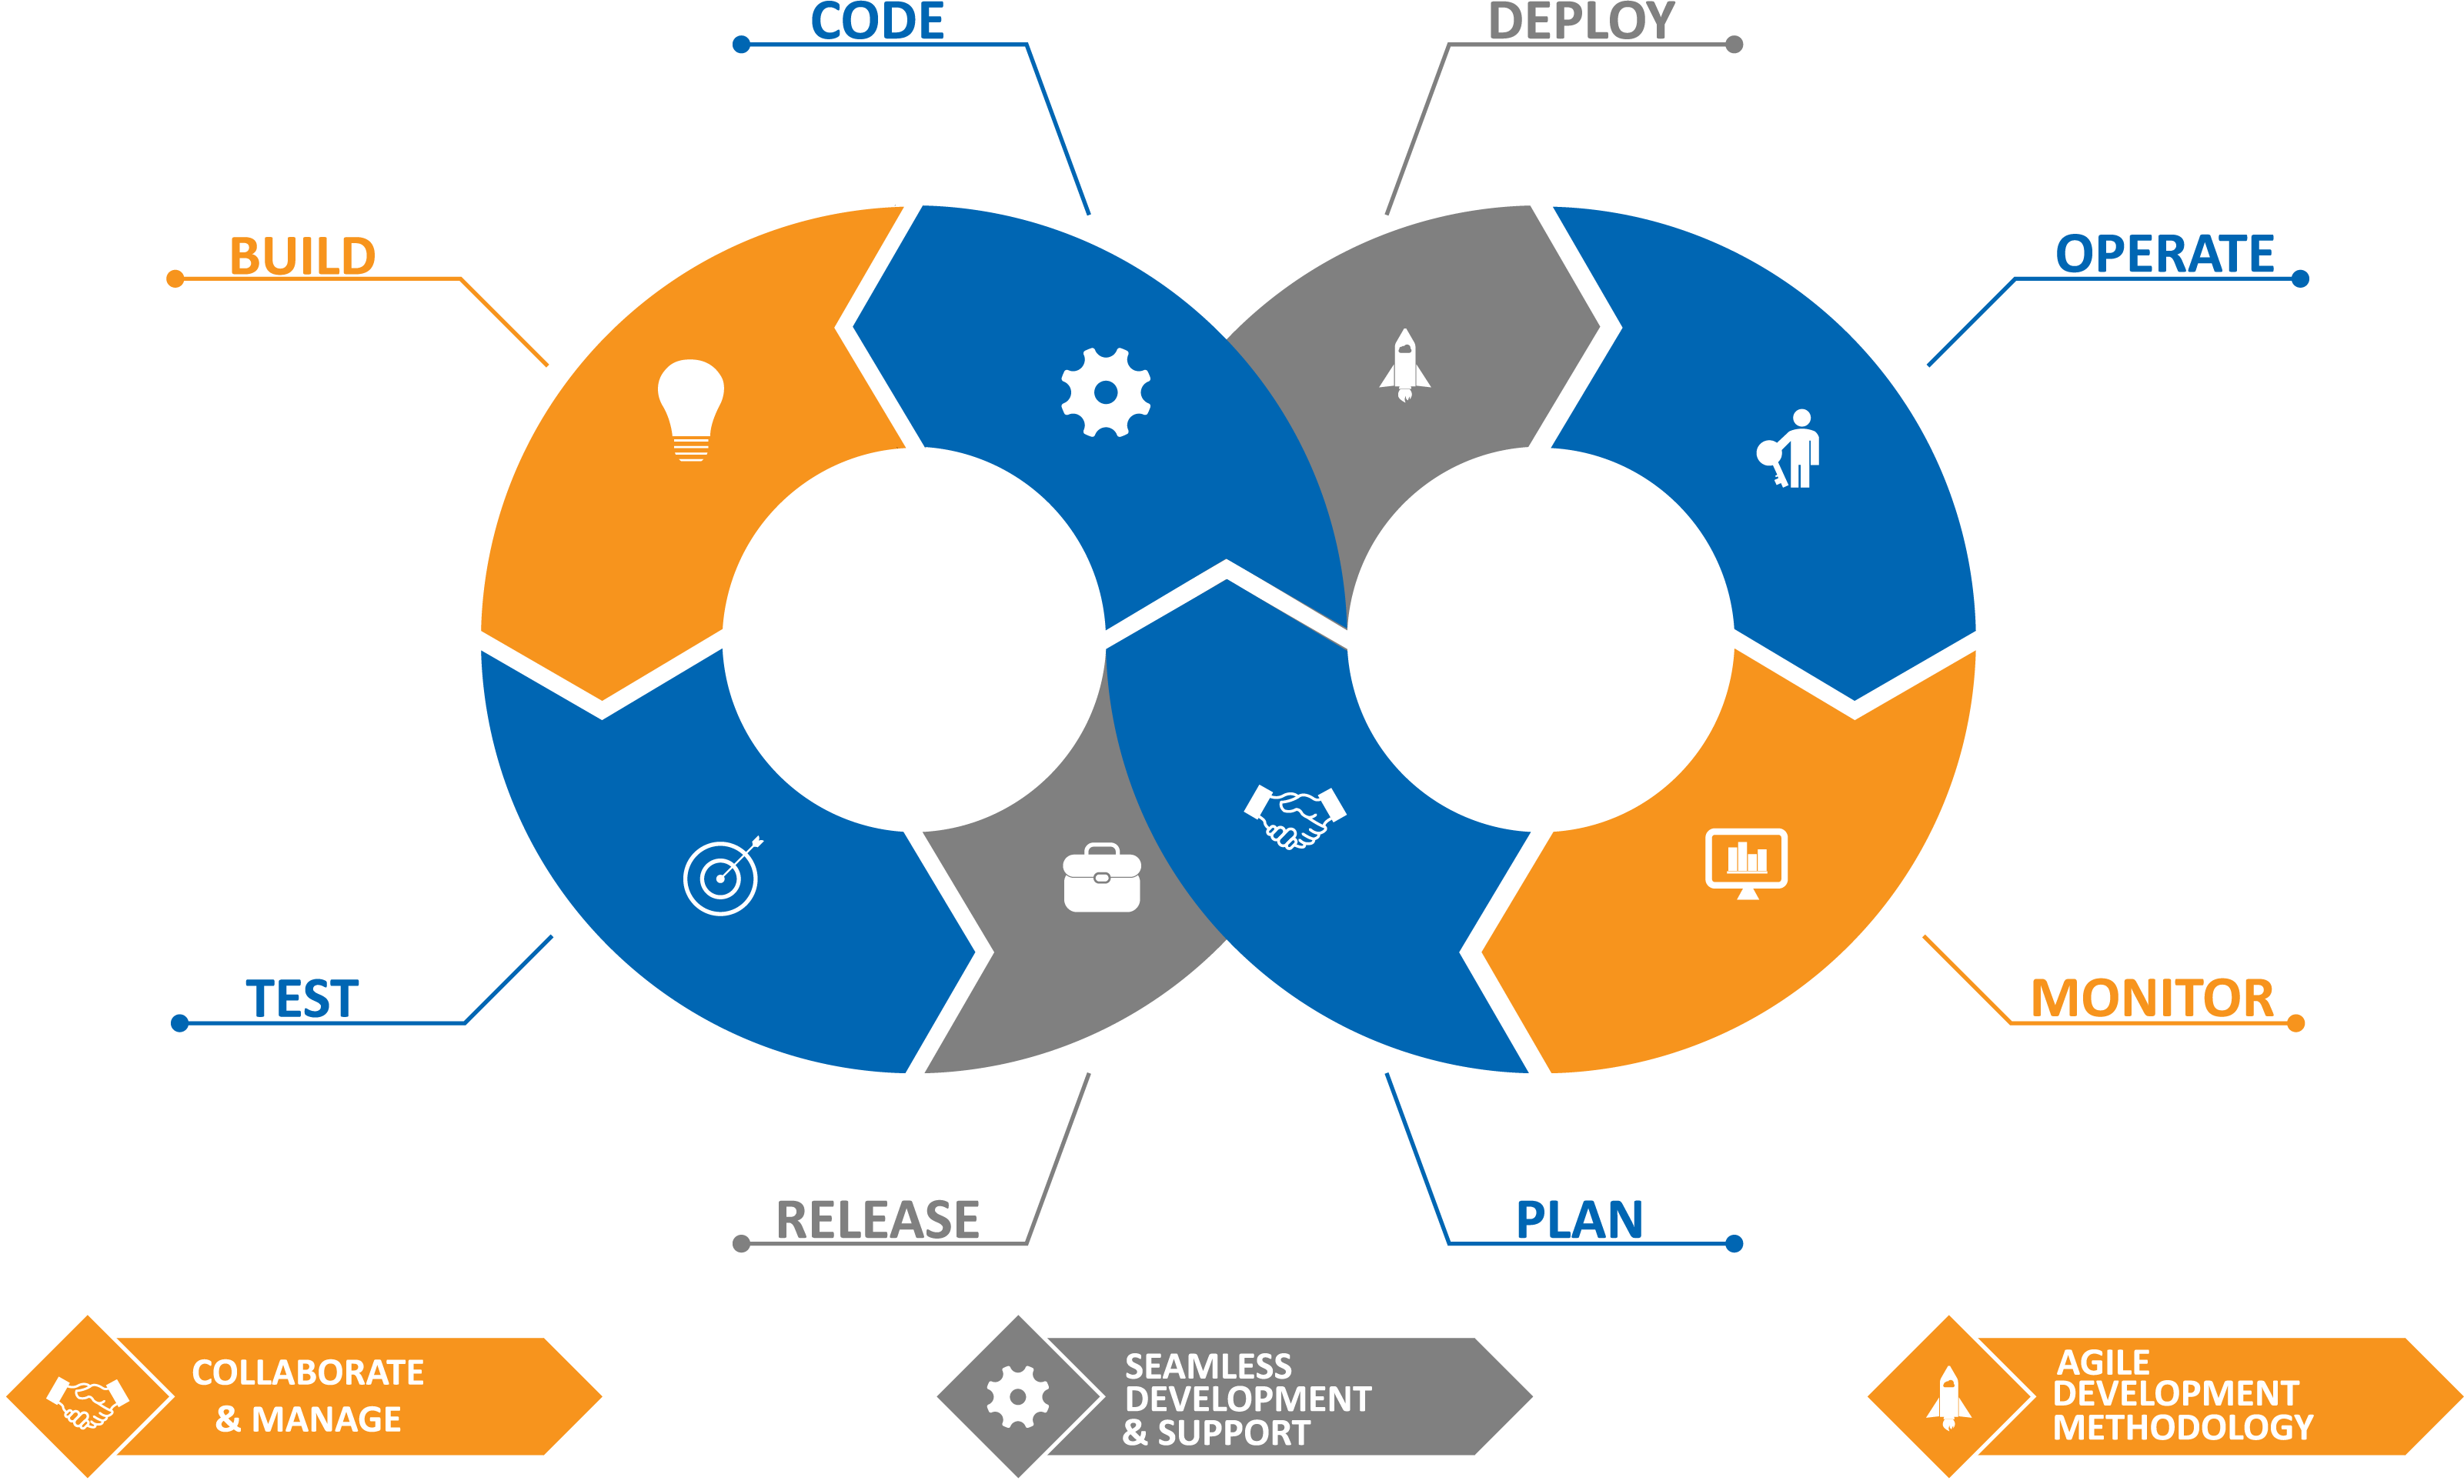 CODE
DEPLOY
BUILD
OPERATE
TEST
MONITOR
RELEASE
PLAN
COLLABORATE
& MANAGE
SEAMLESS
DEVELOPMENT
& SUPPORT
AGILE
DEVELOPMENT
METHODOLOGY